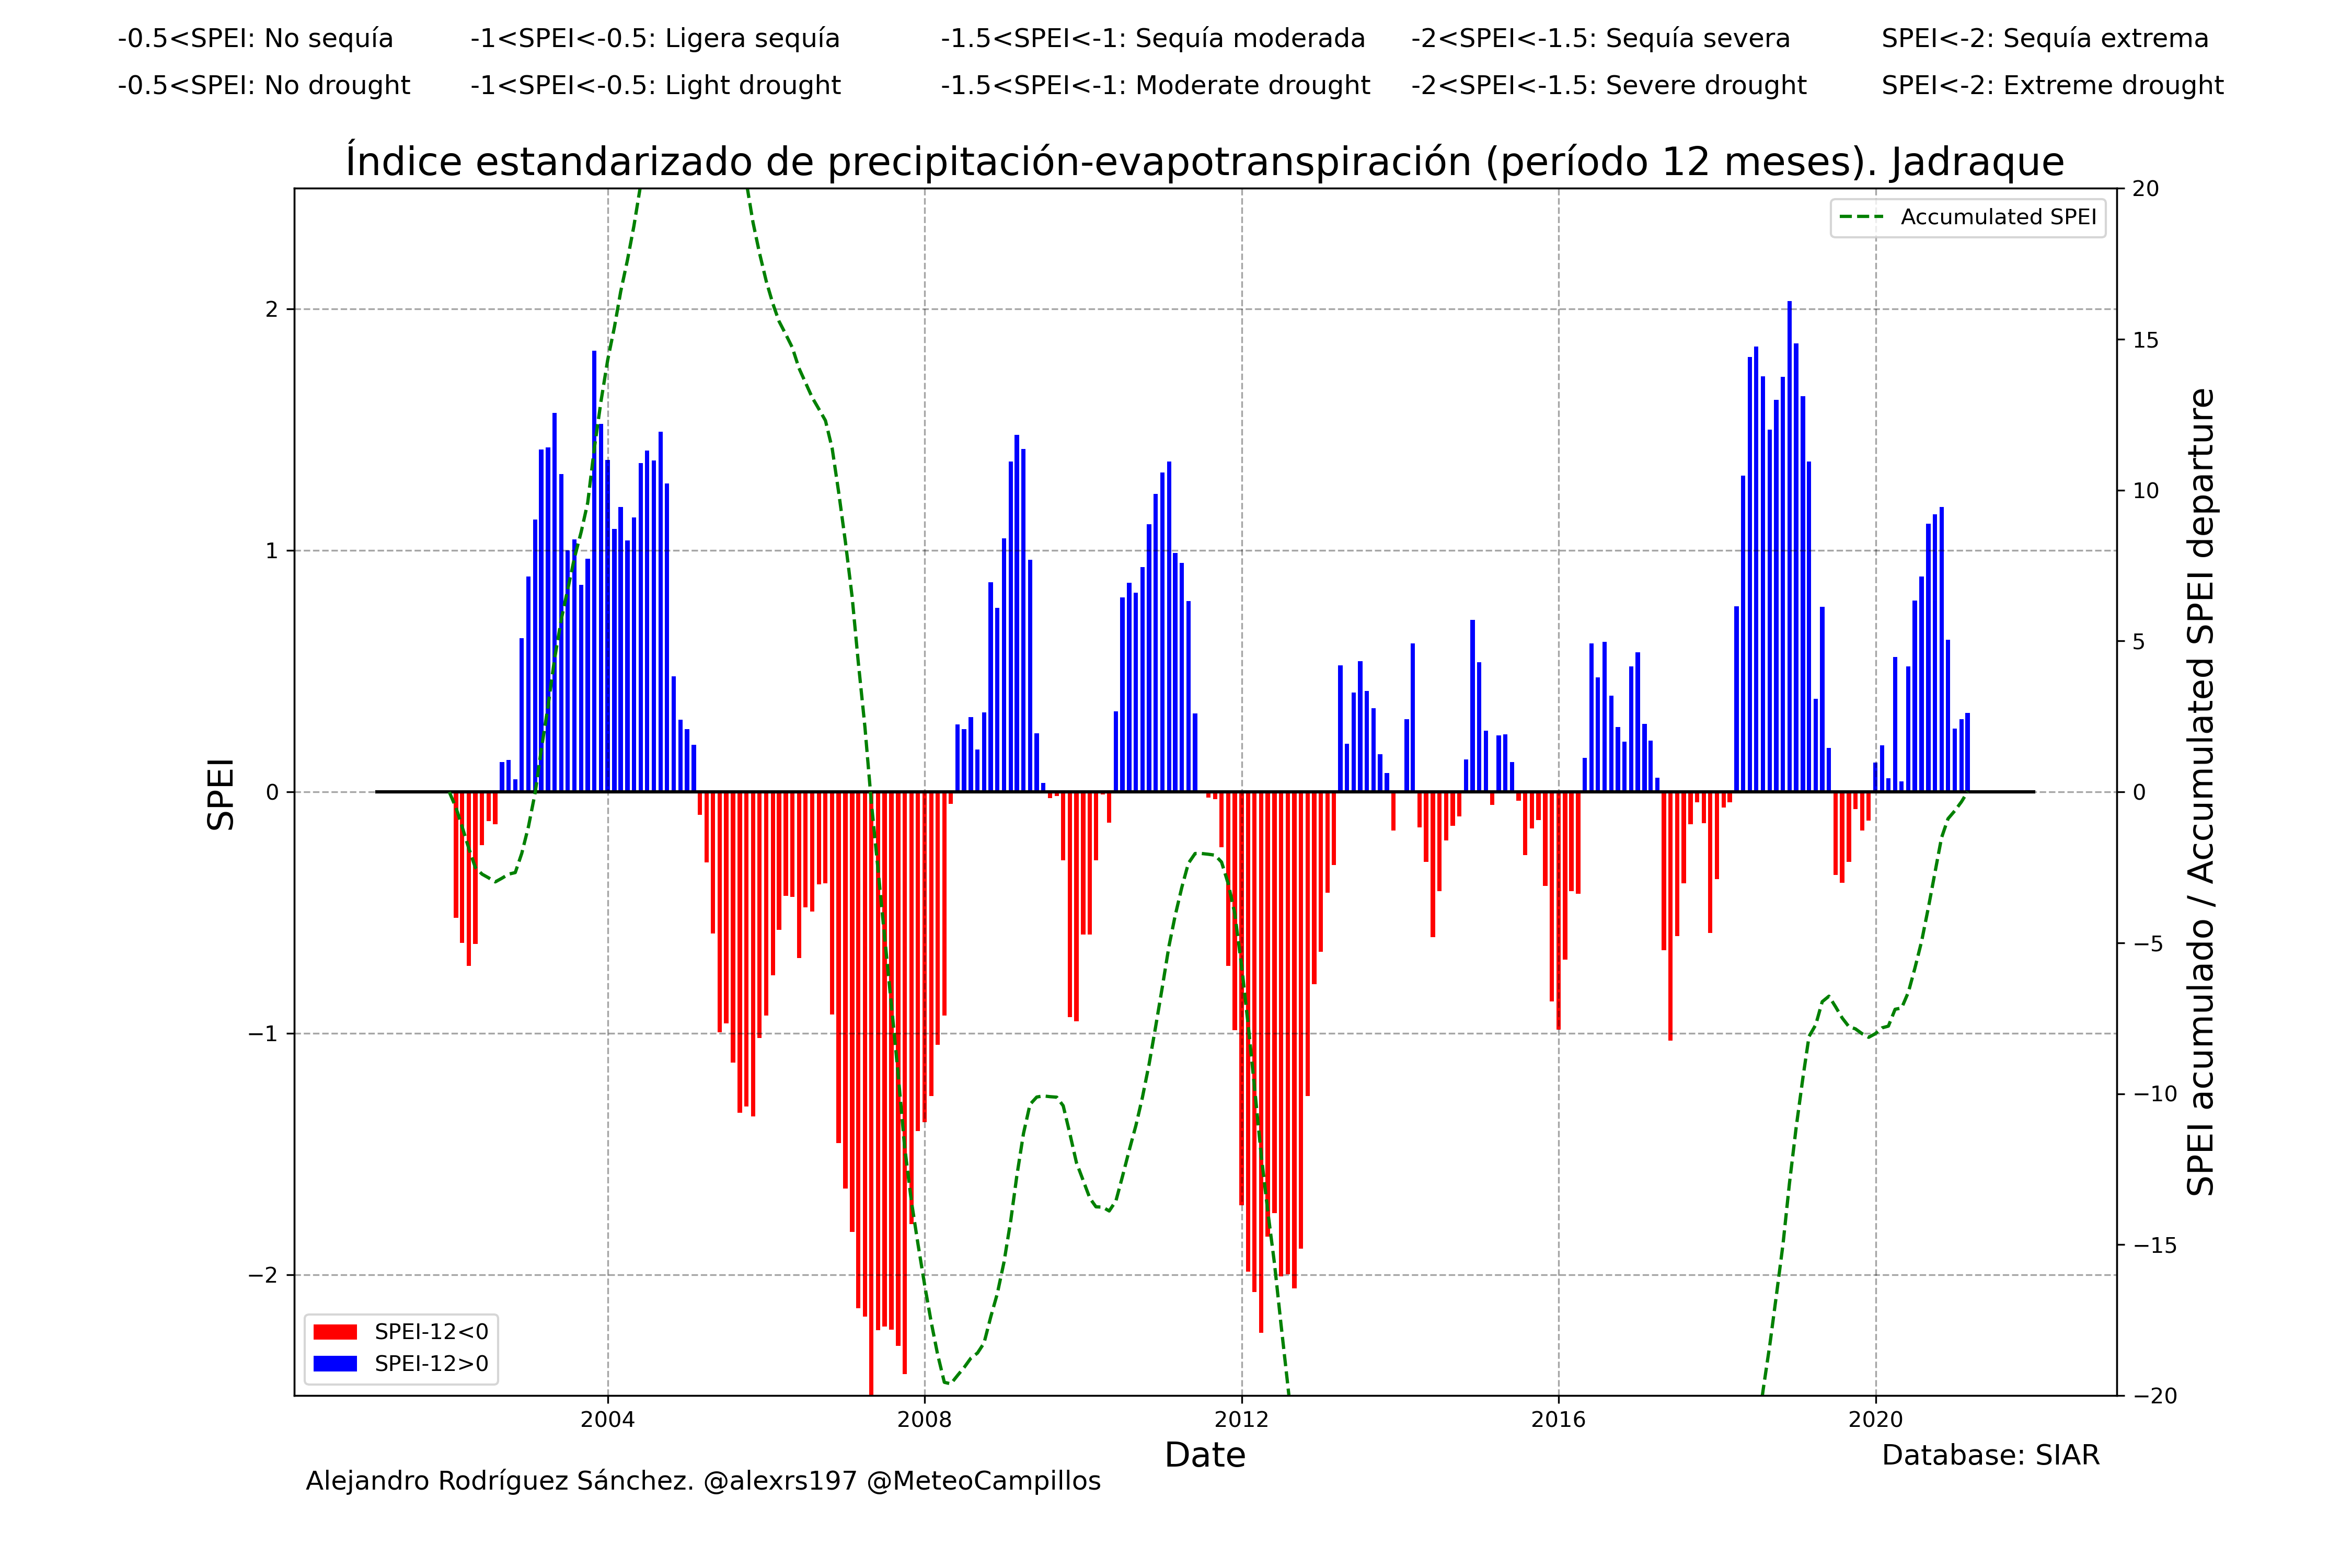 -0.5<SPEI: No sequía -1<SPEI<-0.5: Ligera sequía -1.5<SPEI<-1: Sequía moderada -2<SPEI<-1.5: Sequía severa SPEI<-2: Sequía extrema
-0.5<SPEI: No drought -1<SPEI<-0.5: Light drought -1.5<SPEI<-1: Moderate drought -2<SPEI<-1.5: Severe drought SPEI<-2: Extreme drought
Índice estandarizado de precipitación-evapotranspiración (período 12 meses). Jadraque
Accumulated SPEI
SPEI
2
1
0
−1
−2
20
15
10
5
0
−5
−10
−15
−20
SPEI acumulado / Accumulated SPEI departure
SPEI-12<0
SPEI-12>0
2004 2008 2012 2016 2020
Date
Database: SIAR
Alejandro Rodríguez Sánchez. @alexrs197 @MeteoCampillos